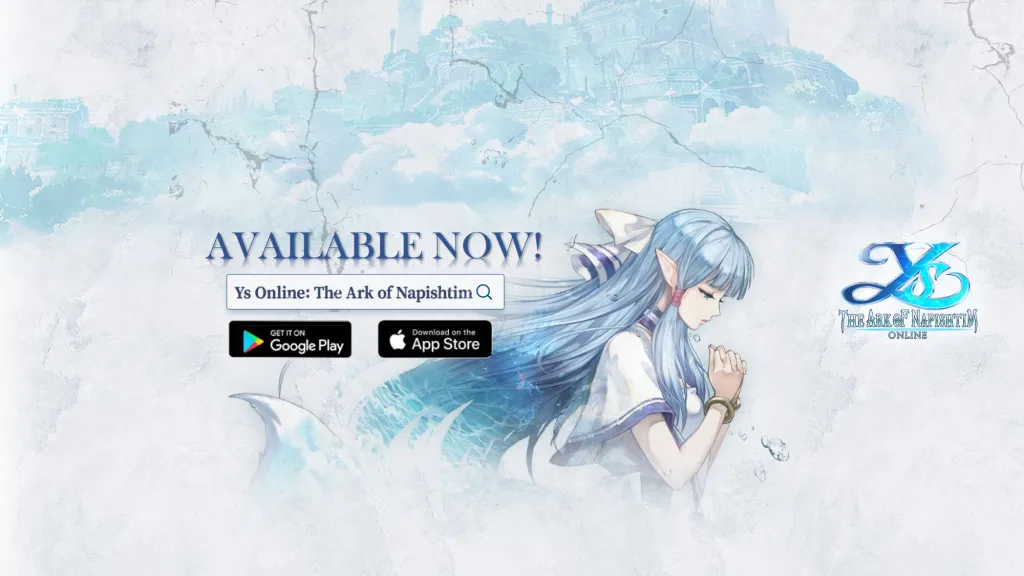 AVAILABLE NOW!
Ys Online: The Ark of Napishtim
GET IT ON
Google Play
Download on the
App Store
Ys
THE ARK OF NAPISHTIM
ONLINE